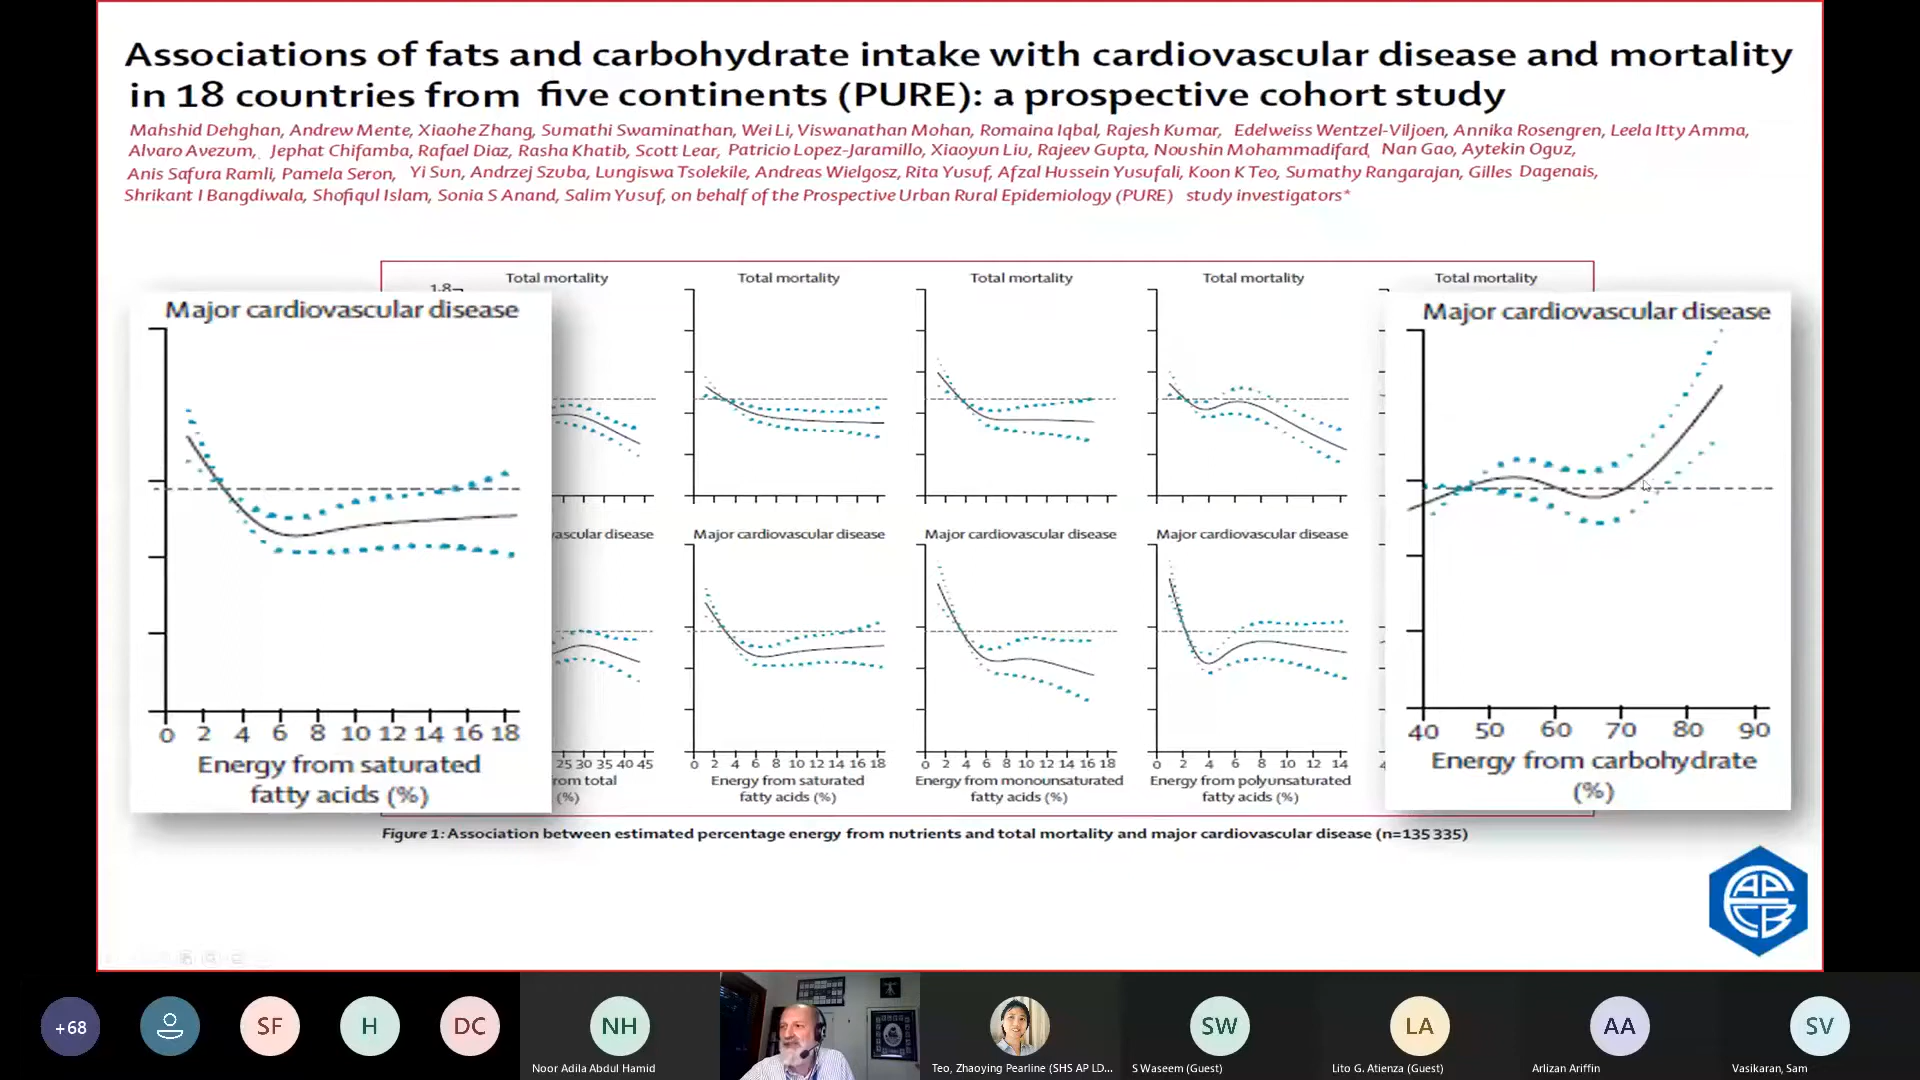 Associations of fats and carbohydrate intake with cardiovascular disease and mortality
in 18 countries from five continents (PURE): a prospective cohort study
Mahshid Dehghan, Andrew Mente, Xiaohe Zhang, Sumathi Swaminathan, Wei Li, Viswanathan Mohan, Romaina Iqbal, Rajesh Kumar, Edelweiss Wentzel-Viljoen, Annika Rosengren, Leela Itty Amma,
Alvaro Avezum, Jephat Chifamba, Rafael Diaz, Rasha Khatib, Scott Lear, Patricio Lopez-Jaramillo, Xiaoyun Liu, Rajeev Gupta, Noushin Mohammadifard, Nan Gao, Aytekin Oguz,
Anis Safura Ramli, Pamela Seron, Yi Sun, Andrzej Szuba, Lungiswa Tsolekile, Andreas Wielgosz, Rita Yusuf, Afzal Hussein Yusufali, Koon K Teo, Sumathy Rangarajan, Gilles Dagenais,
Shrikant I Bangdiwala, Shofiqul Islam, Sonia S Anand, Salim Yusuf, on behalf of the Prospective Urban Rural Epidemiology (PURE) study investigators*
Total mortality Total mortality Total mortality Total mortality Total mortality
1·8
Major cardiovascular disease
0 2 4 6 8 10 12 14 16 18
Energy from saturated
fatty acids (%)
vascular disease Major cardiovascular disease Major cardiovascular disease Major cardiovascular disease
25 30 35 40 45
rom total
(%)
0 2 4 6 8 10 12 14 16 18
Energy from saturated
fatty acids (%)
0 2 4 6 8 10 12 14 16 18
Energy from monounsaturated
fatty acids (%)
0 2 4 6 8 10 12 14
Energy from polyunsaturated
fatty acids (%)
4
Major cardiovascular disease
40 50 60 70 80 90
Energy from carbohydrate
(%)
Figure 1: Association between estimated percentage energy from nutrients and total mortality and major cardiovascular disease (n=135 335)
APFCB
+68 SF H DC NH SW LA AA SV
Noor Adila Abdul Hamid
Teo, Zhaoying Pearline (SHS AP LD...
S Waseem (Guest)
Lito G. Atienza (Guest)
Arlizan Ariffin
Vasikaran, Sam